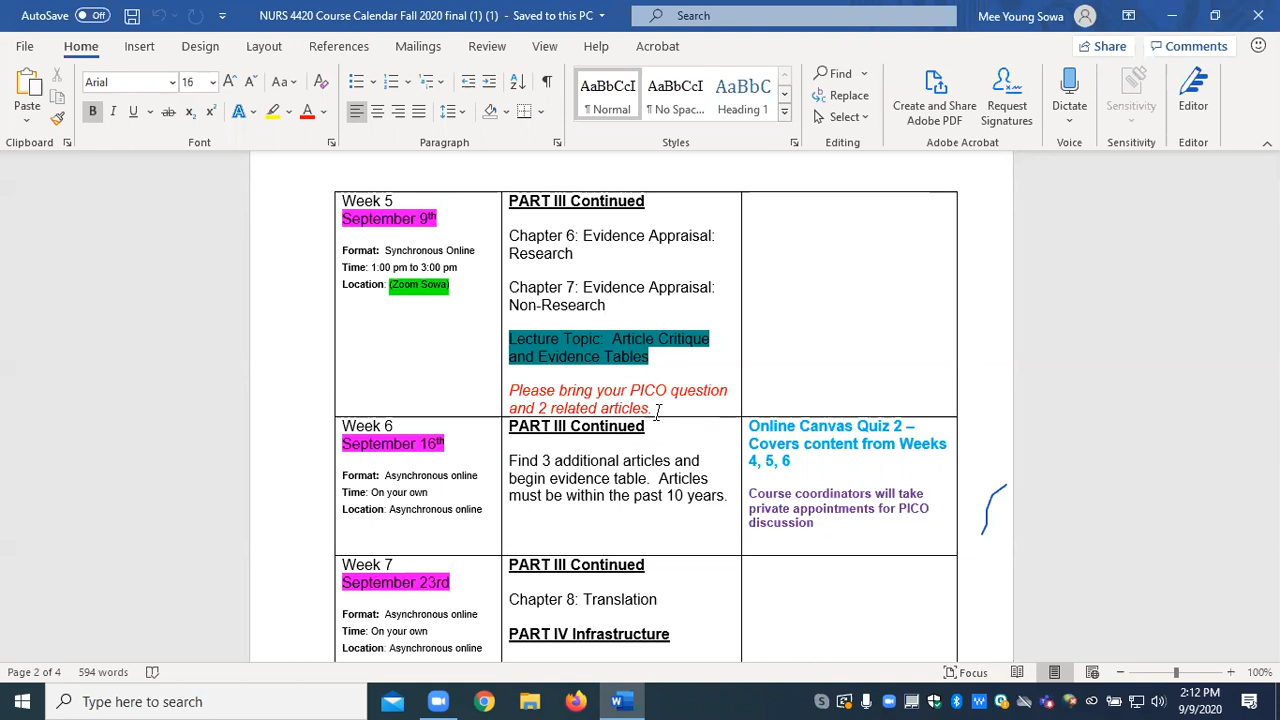 AutoSave Off
NURS 4420 Course Calendar Fall 2020 final (1) (1) - Saved to this PC
Search
Mee Young Sowa
File Home Insert Design Layout References Mailings Review View Help Acrobat
Share Comments
Paste
Arial 16
Aa
B I U ab x₂ x²
A A
AaBbCcI AaBbCcI AaBbC
¶ Normal ¶ No Spac... Heading 1
Find
Replace
Select
Create and Share
Adobe PDF
Request
Signatures
Dictate
Sensitivity
Editor
Clipboard Font Paragraph Styles Editing Adobe Acrobat Voice Sensitivity Editor
Week 5
September 9th
Format: Synchronous Online
Time: 1:00 pm to 3:00 pm
Location: (Zoom Sowa)
PART III Continued
Chapter 6: Evidence Appraisal:
Research
Chapter 7: Evidence Appraisal:
Non-Research
Lecture Topic: Article Critique
and Evidence Tables
Please bring your PICO question
and 2 related articles.
Week 6
September 16th
Format: Asynchronous online
Time: On your own
Location: Asynchronous online
PART III Continued
Find 3 additional articles and
begin evidence table. Articles
must be within the past 10 years.
Online Canvas Quiz 2 –
Covers content from Weeks
4, 5, 6
Course coordinators will take
private appointments for PICO
discussion
Week 7
September 23rd
Format: Asynchronous online
Time: On your own
Location: Asynchronous online
PART III Continued
Chapter 8: Translation
PART IV Infrastructure
Page 2 of 4 594 words
Focus
100%
Type here to search
2:12 PM
9/9/2020